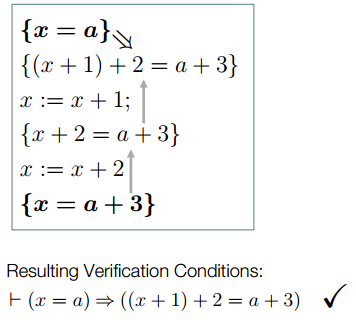 {x = a}
{(x + 1) + 2 = a + 3}
x := x + 1;
{x + 2 = a + 3}
x := x + 2
{x = a + 3}
Resulting Verification Conditions:
⊢ (x = a) ⇒ ((x + 1) + 2 = a + 3) ✓